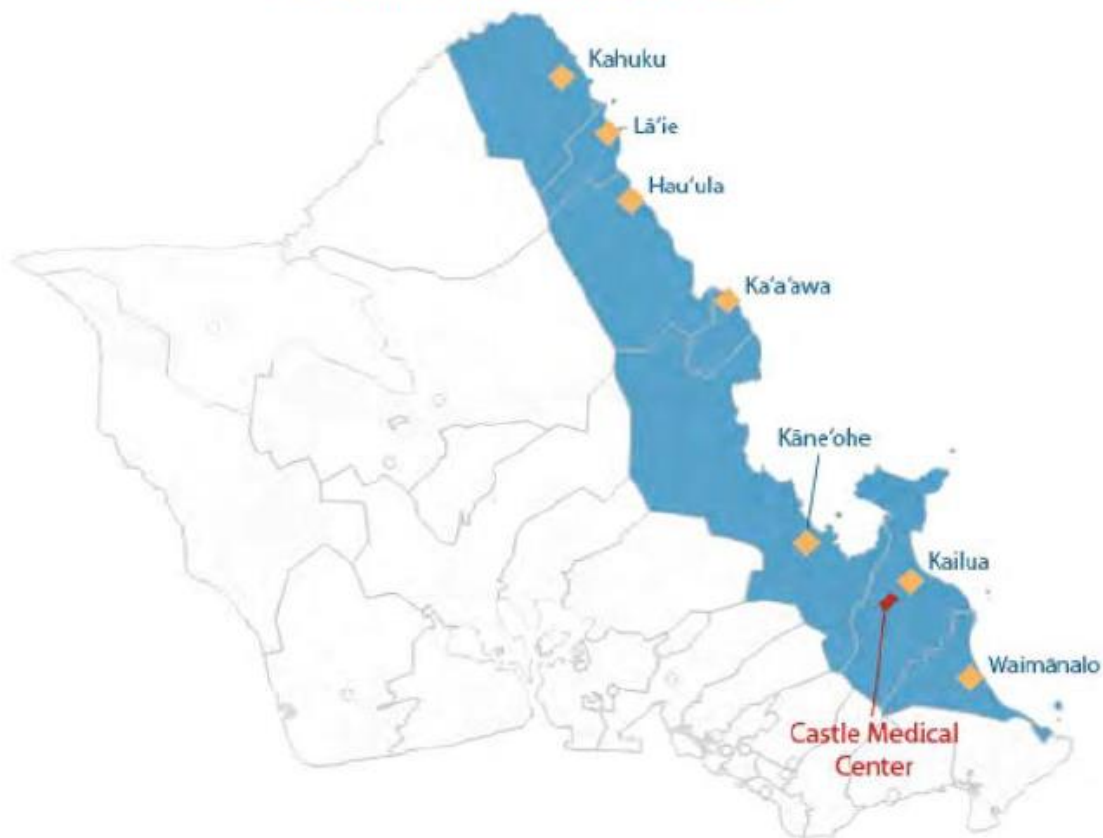 Kahuku
Lā‘ie
Hau‘ula
Ka‘a‘awa
Kāne‘ohe
Kailua
Waimānalo
Castle Medical
Center